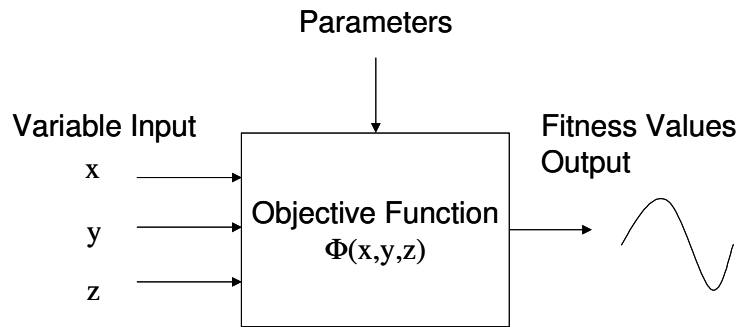 Parameters
Variable Input
x
y
z
Objective Function
Φ(x,y,z)
Fitness Values
Output